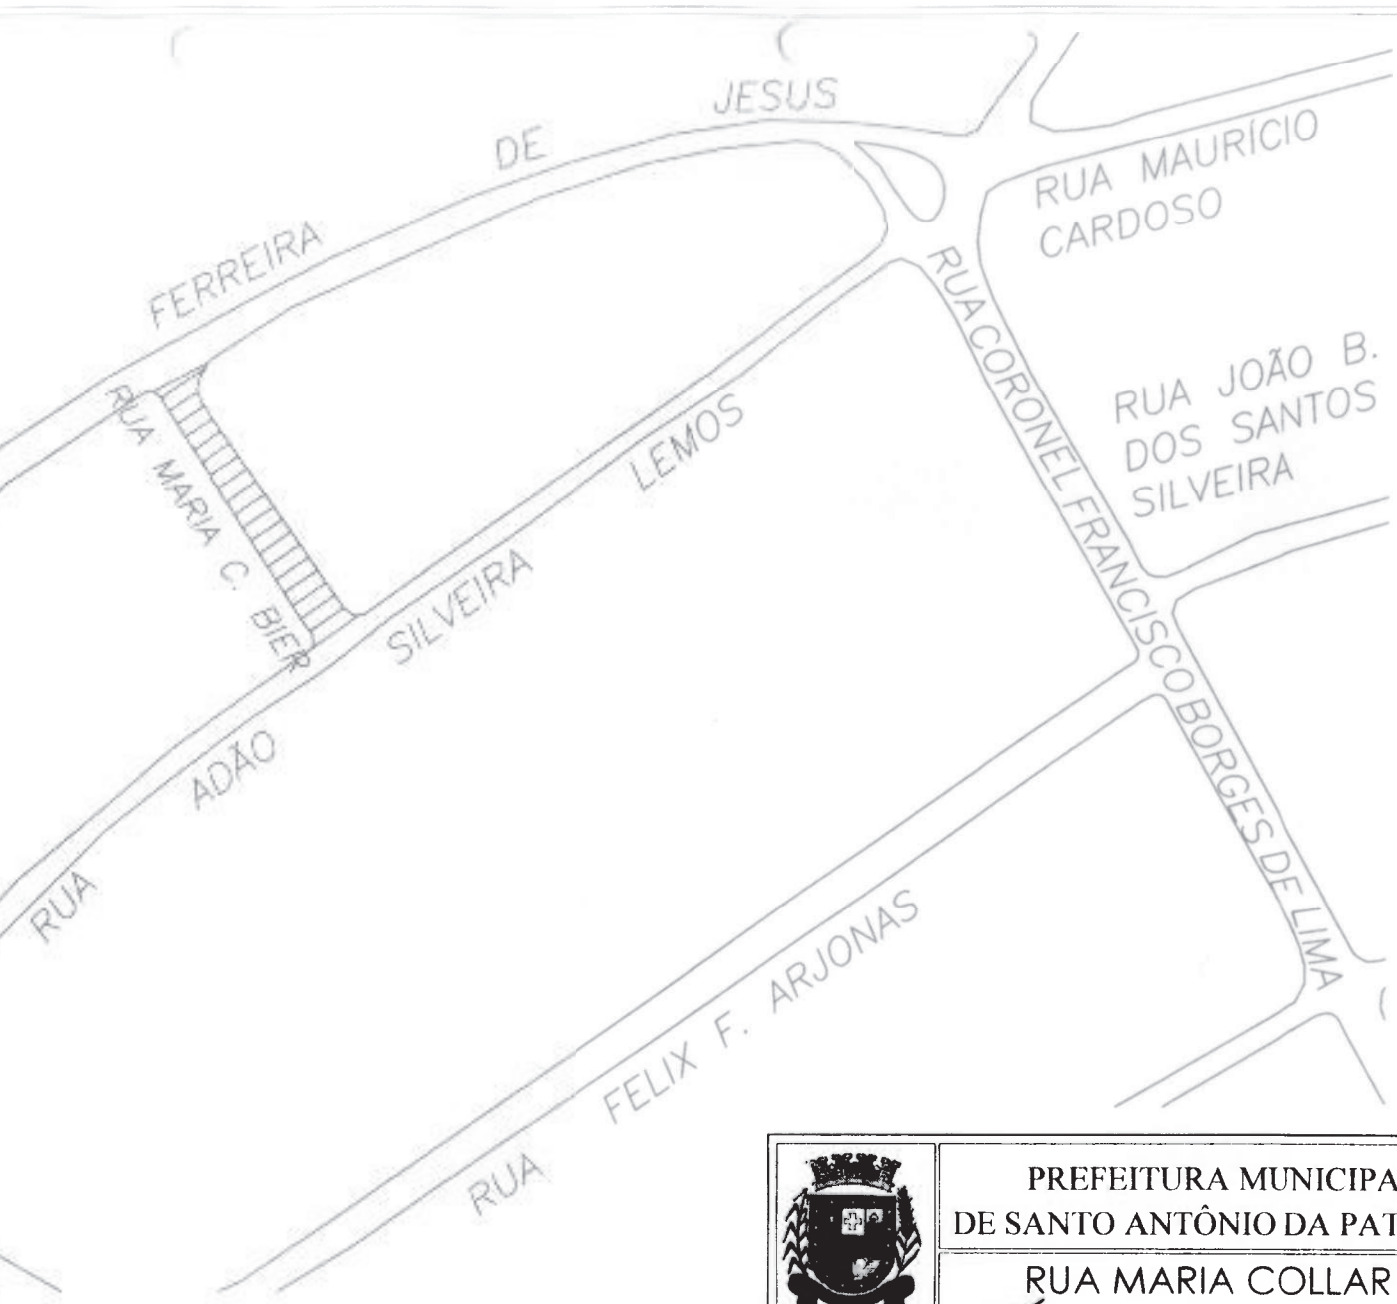 FERREIRA DE JESUS
RUA MAURÍCIO
CARDOSO
RUA CORONEL FRANCISCO BORGES DE LIMA
RUA JOÃO B.
DOS SANTOS
SILVEIRA
RUA MARIA C. BIER
RUA ADÃO SILVEIRA LEMOS
RUA FELIX F. ARJONAS
PREFEITURA MUNICIPA
DE SANTO ANTÔNIO DA PAT
RUA MARIA COLLAR